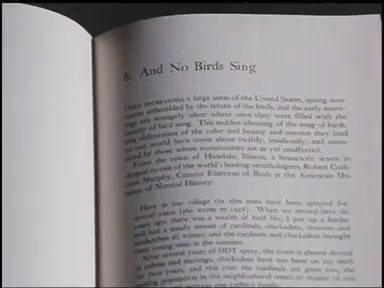 8. And No Birds Sing
OVER INCREASINGLY large areas of the United States, spring now
comes unheralded by the return of the birds, and the early morn-
ings are strangely silent where once they were filled with the
beauty of bird song. This sudden silencing of the song of birds,
this obliteration of the color and beauty and interest they lend
to our world have come about swiftly, insidiously, and unno-
ticed by those whose communities are as yet unaffected.
From the town of Hinsdale, Illinois, a housewife wrote in
despair to one of the world's leading ornithologists, Robert Cush-
man Murphy, Curator Emeritus of Birds at the American Mu-
seum of Natural History.
Here in our village the elm trees have been sprayed for
several years [she wrote in 1958]. When we moved here six
years ago, there was a wealth of bird life; I put up a feeder
and had a steady stream of cardinals, chickadees, downies and
nuthatches all winter, and the cardinals and chickadees brought
their young ones in the summer.
After several years of DDT spray, the town is almost devoid
of robins and starlings; chickadees have not been on my shelf
for two years, and this year the cardinals are gone too; the
nesting population in the neighborhood seems to consist of one